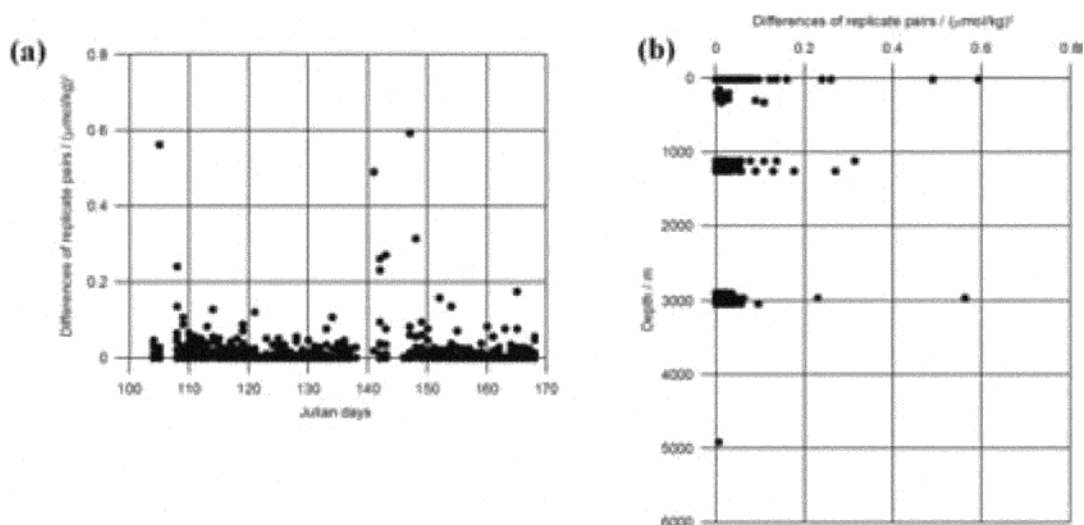 (a)
Differences of replicate pairs / (μmol/kg)²
0.8
0.6
0.4
0.2
0
100 110 120 130 140 150 160 170
Julian days
(b)
Differences of replicate pairs / (μmol/kg)²
0 0.2 0.4 0.6 0.8
Depth / m
0
1000
2000
3000
4000
5000
6000